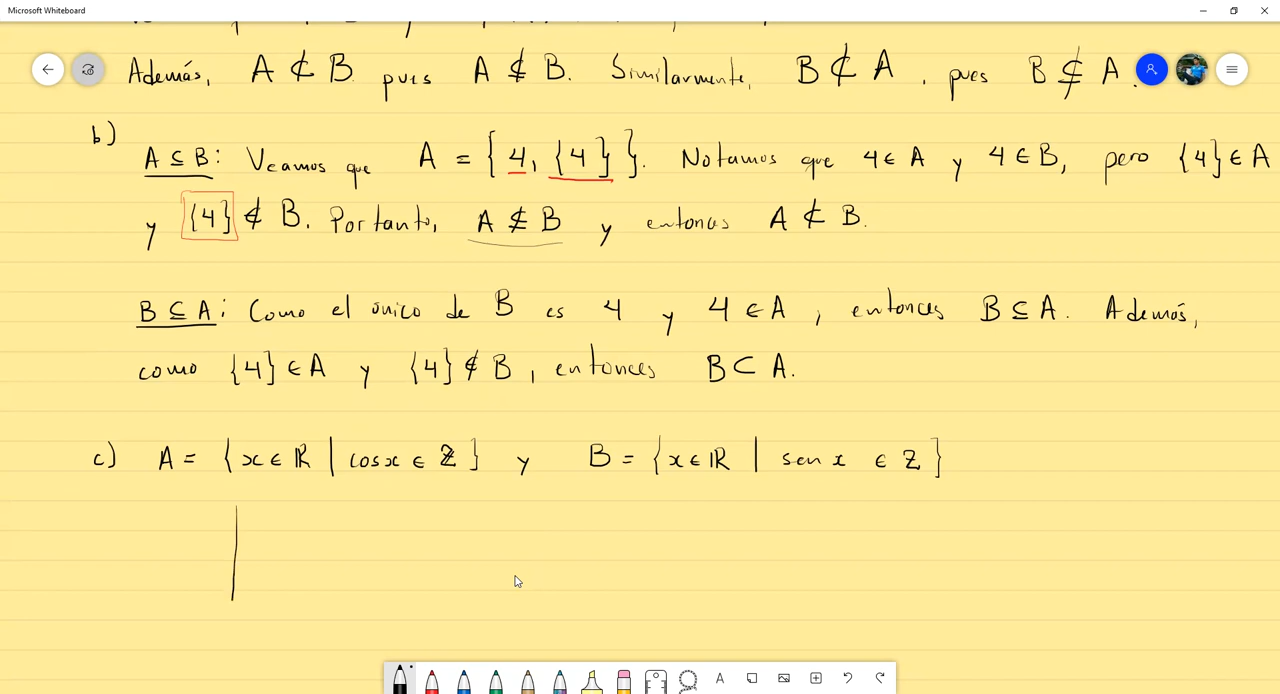 Microsoft Whiteboard
Además, A ⊄ B pues A ⊈ B. Similarmente, B ⊄ A, pues B ⊈ A.
b)
A ⊆ B: Veamos que A = {4, {4}}. Notamos que 4 ∈ A y 4 ∈ B, pero {4} ∈ A
y {4} ∉ B. Por tanto, A ⊈ B y entonces A ⊄ B.
B ⊆ A: Como el único de B es 4 y 4 ∈ A, entonces B ⊆ A. Además,
como {4} ∈ A y {4} ∉ B, entonces B ⊂ A.
c) A = {x ∈ ℝ | cos x ∈ ℤ} y B = {x ∈ ℝ | sen x ∈ ℤ}